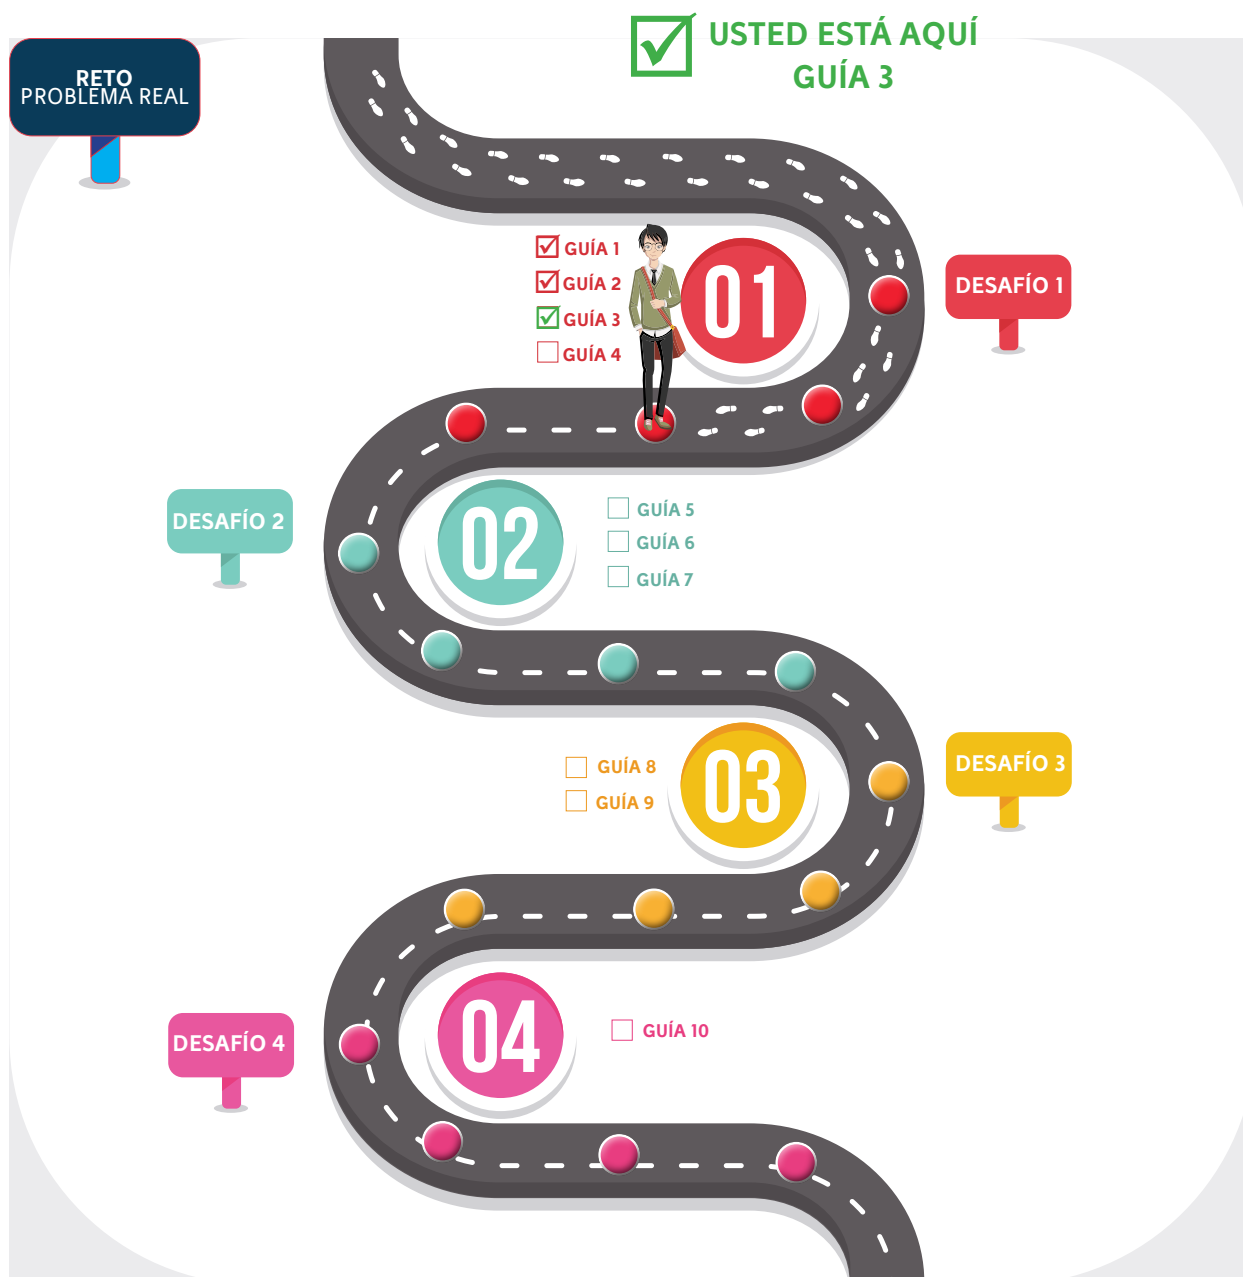 USTED ESTÁ AQUÍ
GUÍA 3
RETO
PROBLEMA REAL
GUÍA 1
GUÍA 2
GUÍA 3
GUÍA 4
01
DESAFÍO 1
DESAFÍO 2
02
GUÍA 5
GUÍA 6
GUÍA 7
GUÍA 8
GUÍA 9
03
DESAFÍO 3
DESAFÍO 4
04
GUÍA 10